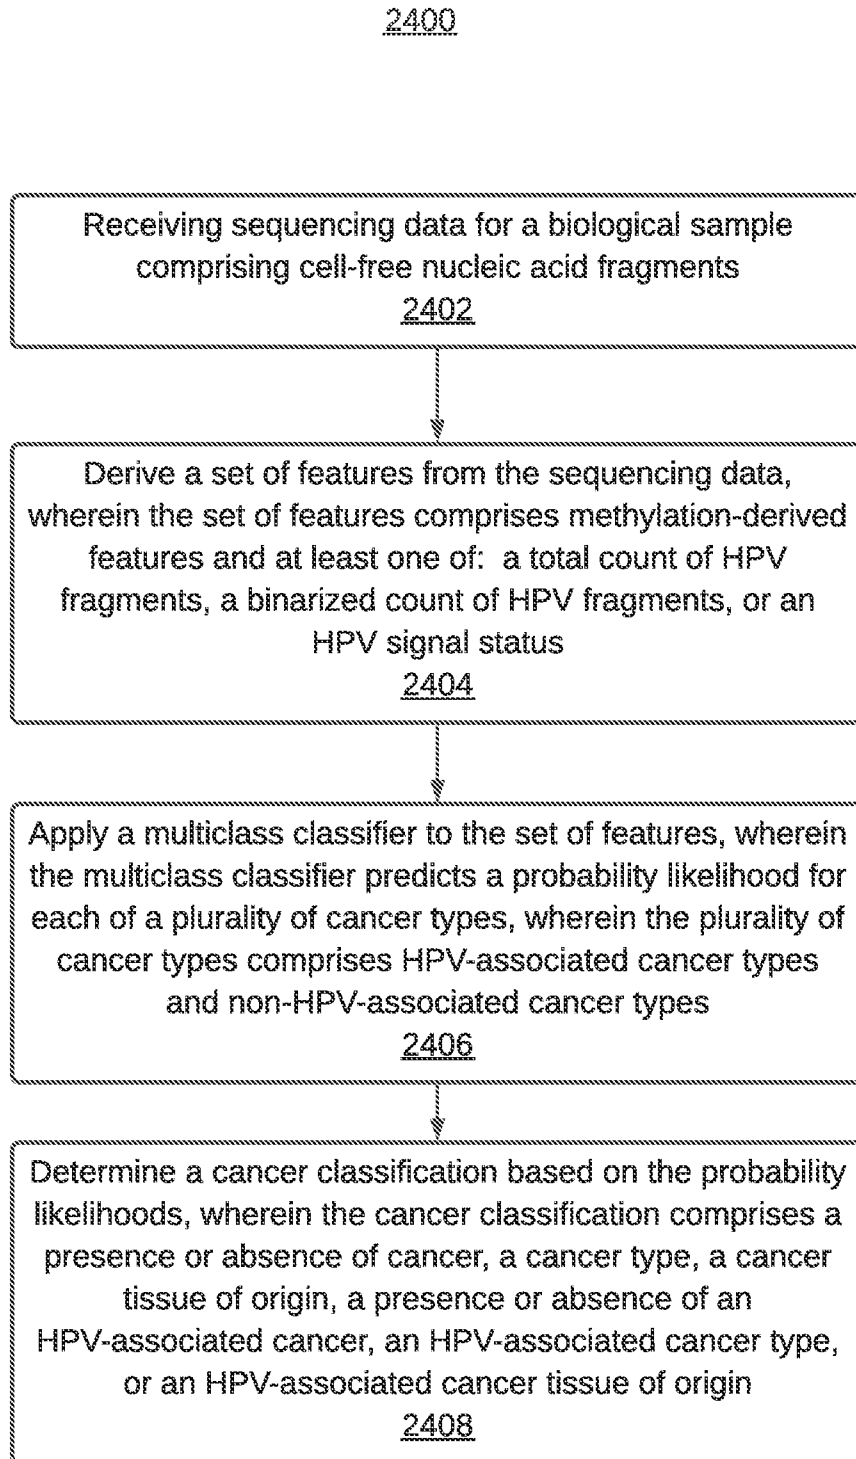 2400
Receiving sequencing data for a biological sample
comprising cell-free nucleic acid fragments
2402
Derive a set of features from the sequencing data,
wherein the set of features comprises methylation-derived
features and at least one of:  a total count of HPV
fragments, a binarized count of HPV fragments, or an
HPV signal status
2404
Apply a multiclass classifier to the set of features, wherein
the multiclass classifier predicts a probability likelihood for
each of a plurality of cancer types, wherein the plurality of
cancer types comprises HPV-associated cancer types
and non-HPV-associated cancer types
2406
Determine a cancer classification based on the probability
likelihoods, wherein the cancer classification comprises a
presence or absence of cancer, a cancer type, a cancer
tissue of origin, a presence or absence of an
HPV-associated cancer, an HPV-associated cancer type,
or an HPV-associated cancer tissue of origin
2408